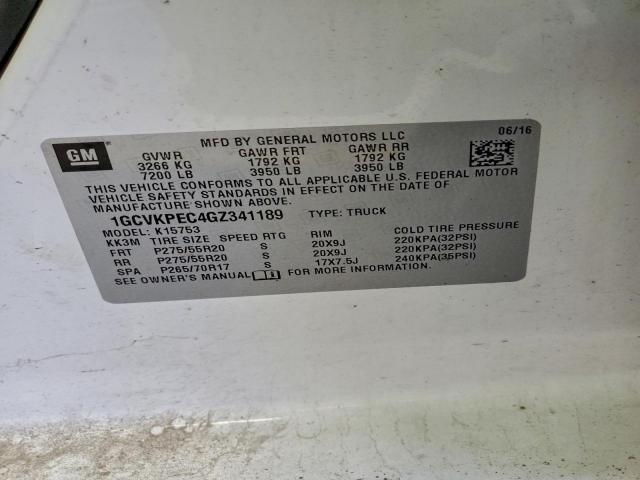 GM
MFD BY GENERAL MOTORS LLC 06/16
GVWR GAWR FRT GAWR RR
3266 KG 1792 KG 1792 KG
7200 LB 3950 LB 3950 LB
THIS VEHICLE CONFORMS TO ALL APPLICABLE U.S. FEDERAL MOTOR
VEHICLE SAFETY STANDARDS IN EFFECT ON THE DATE OF
MANUFACTURE SHOWN ABOVE.
1GCVKPEC4GZ341189 TYPE: TRUCK
MODEL: K15753
KK3M TIRE SIZE SPEED RTG RIM COLD TIRE PRESSURE
FRT P275/55R20 S 20X9J 220KPA(32PSI)
RR P275/55R20 S 20X9J 220KPA(32PSI)
SPA P265/70R17 S 17X7.5J 240KPA(35PSI)
SEE OWNER'S MANUAL FOR MORE INFORMATION.